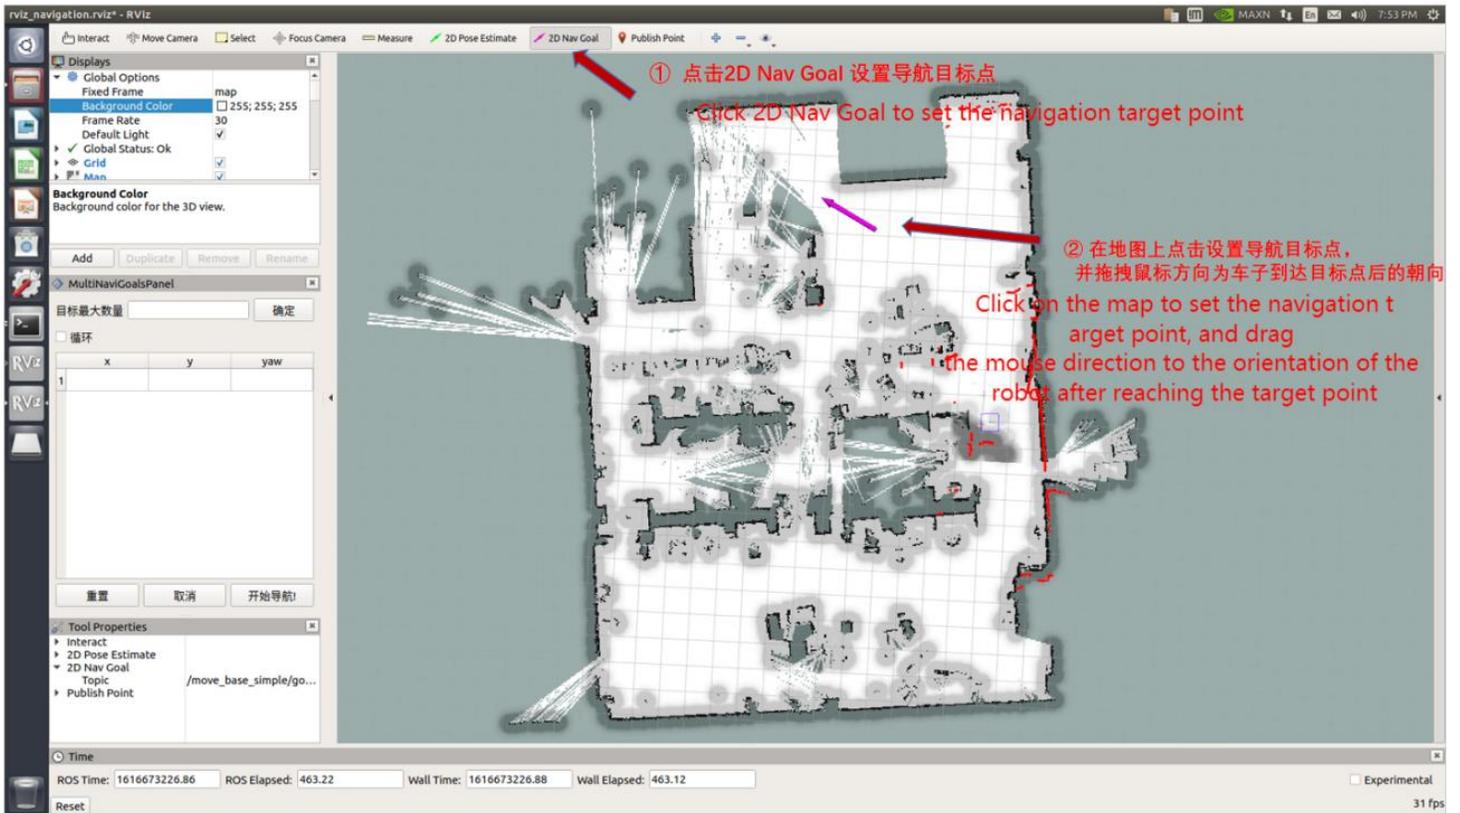 rviz_navigation.rviz* - RViz
MAXN En 7:53 PM
Interact Move Camera Select Focus Camera Measure 2D Pose Estimate 2D Nav Goal Publish Point
Displays
Global Options
Fixed Frame map
Background Color 255; 255; 255
Frame Rate 30
Default Light ✓
✓ Global Status: Ok
Grid
Map
Background Color
Background color for the 3D view.
Add Duplicate Remove Rename
MultiNaviGoalsPanel
目标最大数量 确定
循环
x y yaw
1
重置 取消 开始导航!
Tool Properties
Interact
2D Pose Estimate
2D Nav Goal
Topic /move_base_simple/go...
Publish Point
RViz
RViz
① 点击2D Nav Goal 设置导航目标点
Click 2D Nav Goal to set the navigation target point
② 在地图上点击设置导航目标点，
并拖拽鼠标方向为车子到达目标点后的朝向
Click on the map to set the navigation t
arget point, and drag
the mouse direction to the orientation of the
robot after reaching the target point
Time
ROS Time: 1616673226.86 ROS Elapsed: 463.22 Wall Time: 1616673226.88 Wall Elapsed: 463.12 Experimental
Reset 31 fps